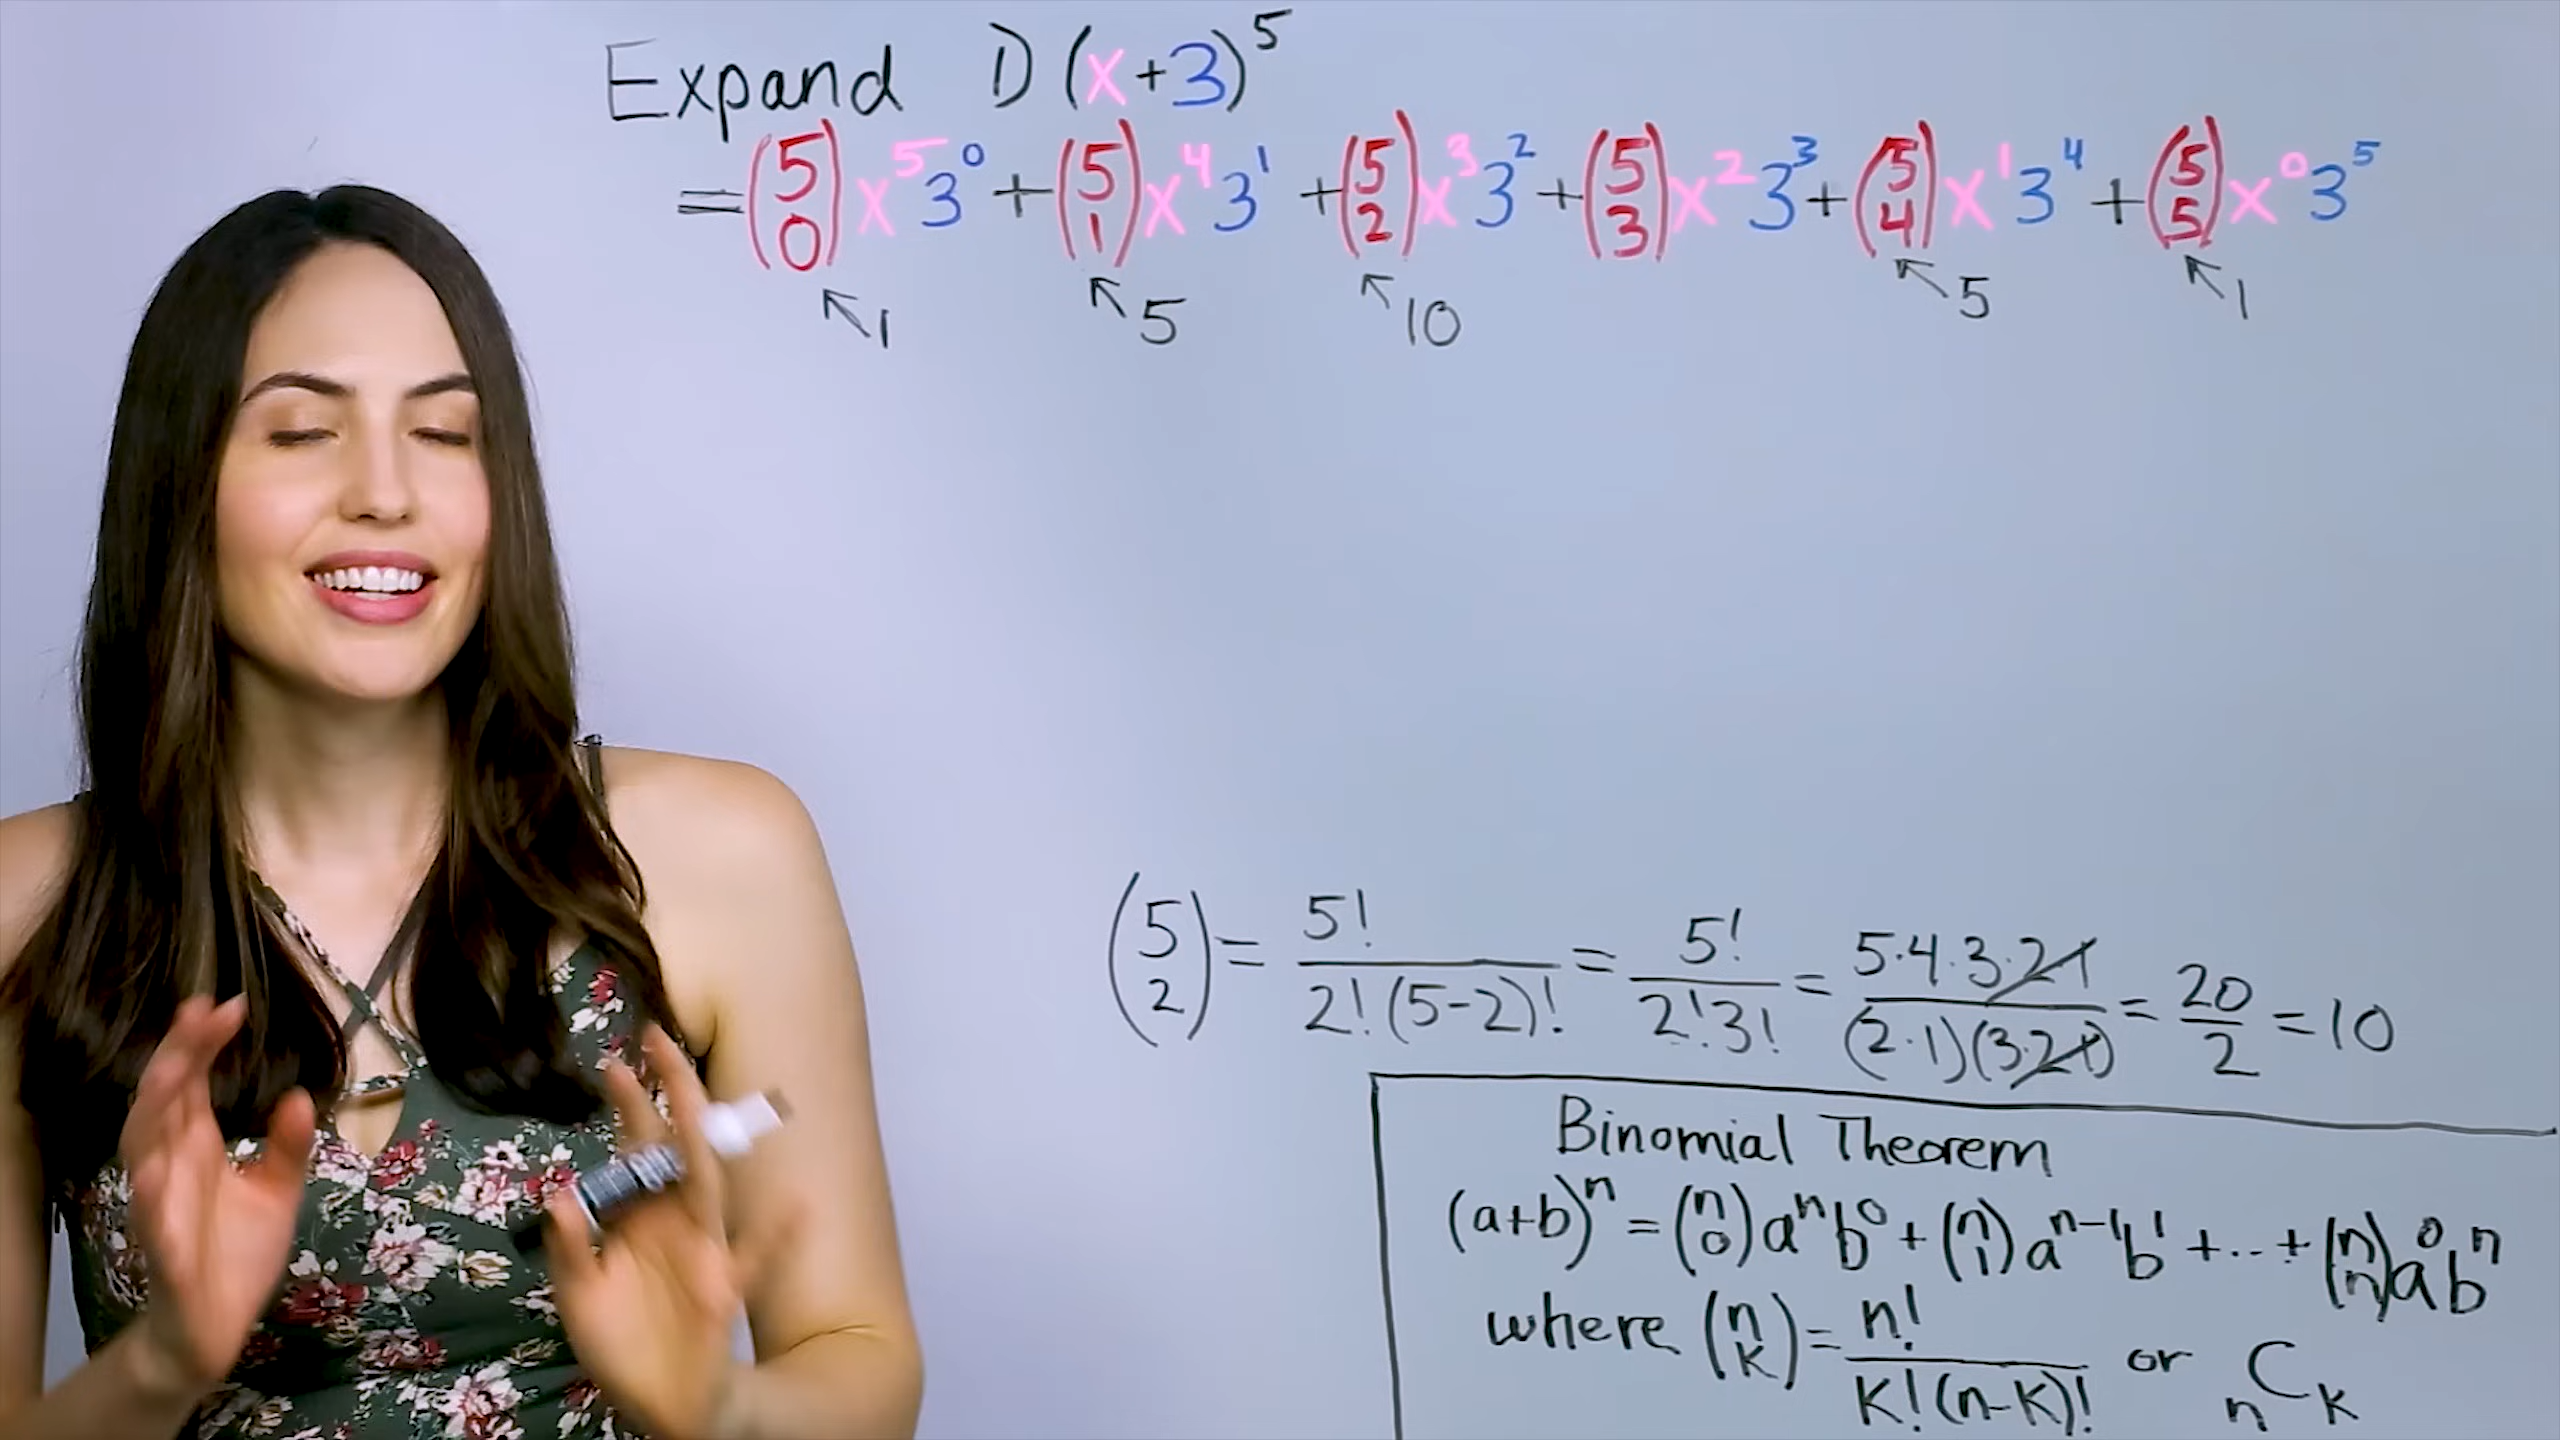 Expand 1) (x+3)^5
= (5 0) x^5 3^0 + (5 1) x^4 3^1 + (5 2) x^3 3^2 + (5 3) x^2 3^3 + (5 4) x^1 3^4 + (5 5) x^0 3^5
↖1 ↖5 ↖10 ↖5 ↖1
(5 2) = 5!/2!(5-2)! = 5!/2!3! = 5·4·3·2·1/(2·1)(3·2·1) = 20/2 = 10
Binomial Theorem
(a+b)^n = (n 0) a^n b^0 + (n 1) a^n-1 b^1 + ... + (n n) a^0 b^n
where (n k) = n!/k!(n-k)! or nCk